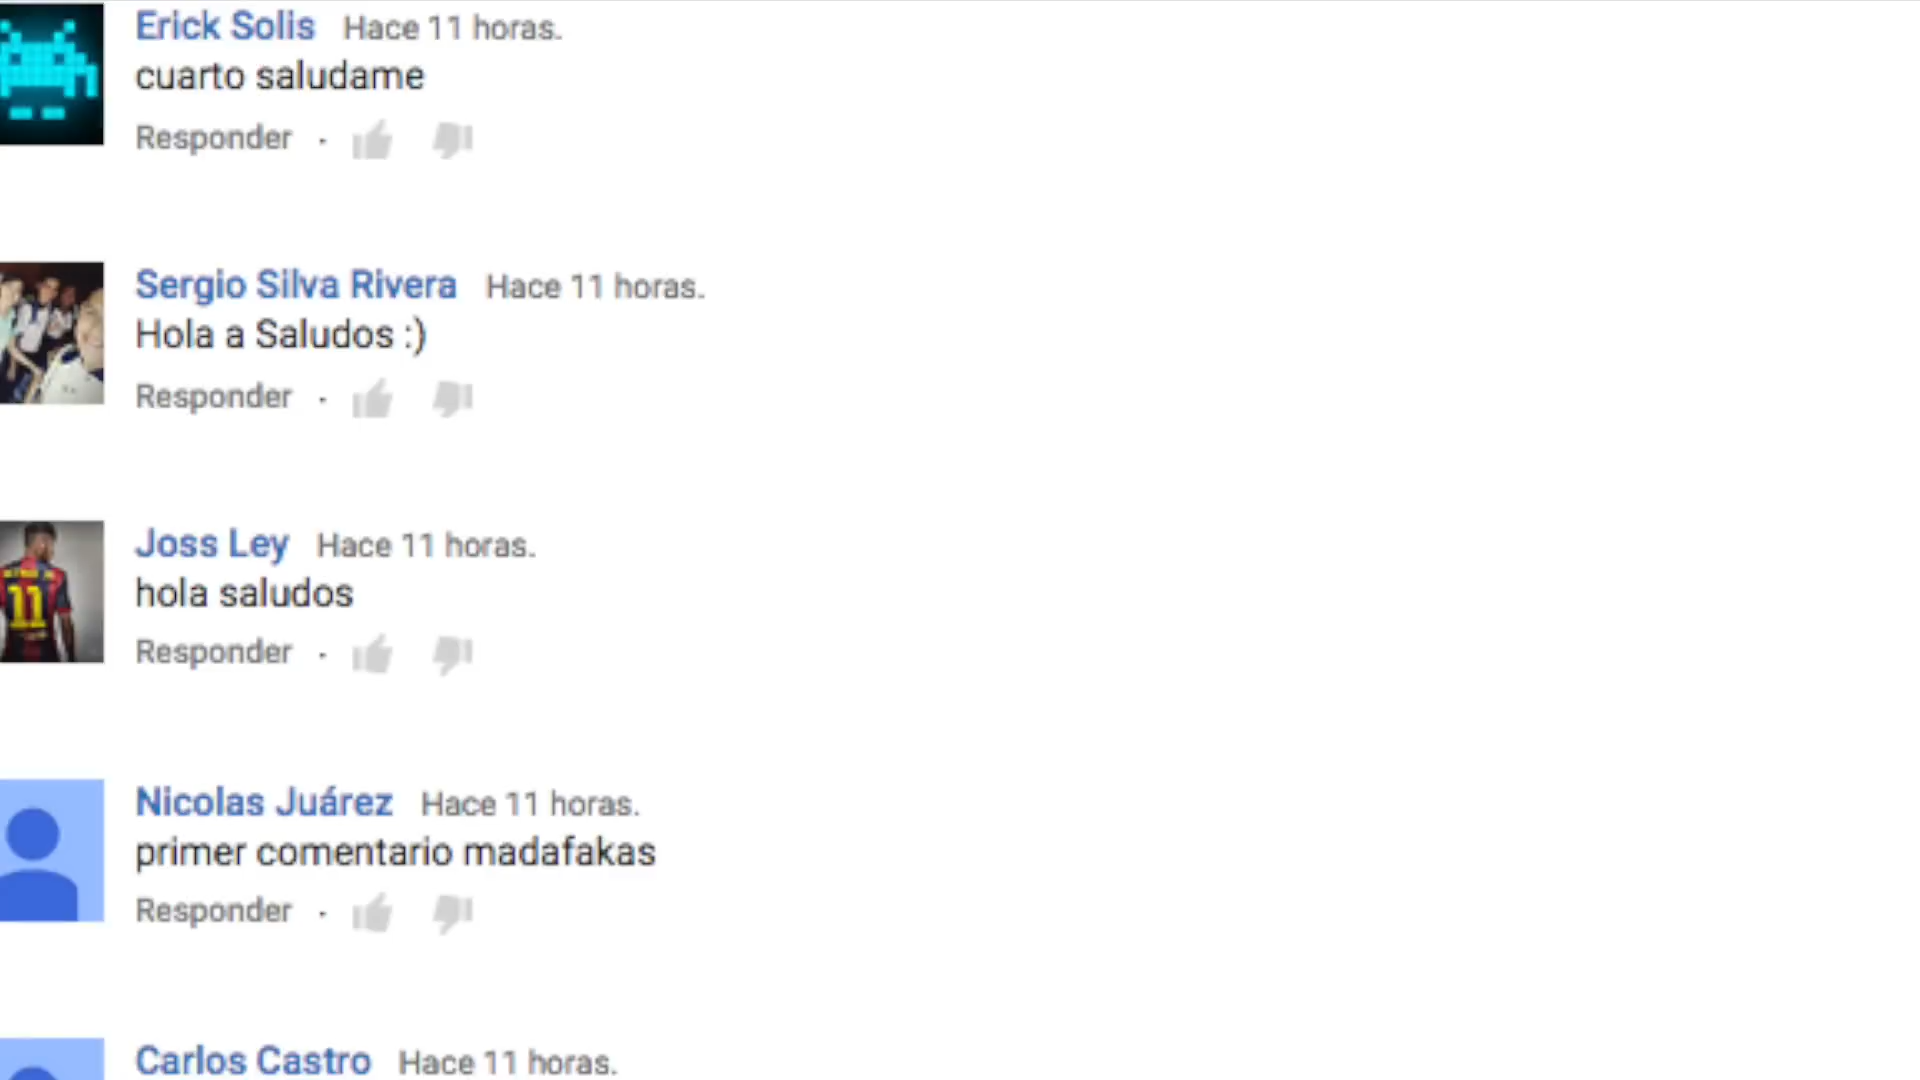 Erick Solis Hace 11 horas.
cuarto saludame
Responder ·
Sergio Silva Rivera Hace 11 horas.
Hola a Saludos :)
Responder ·
Joss Ley Hace 11 horas.
hola saludos
11
Responder ·
Nicolas Juárez Hace 11 horas.
primer comentario madafakas
Responder ·
Carlos Castro Hace 11 horas.